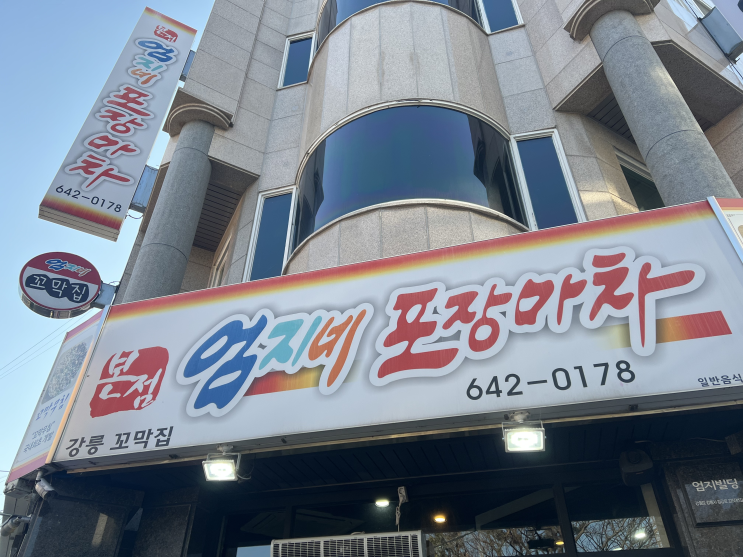 본점
엄지네
포장마차
642-0178
엄지네
꼬막집
본점
엄지네 포장마차
642-0178
강릉 꼬막집
일반음식
엄지빌딩